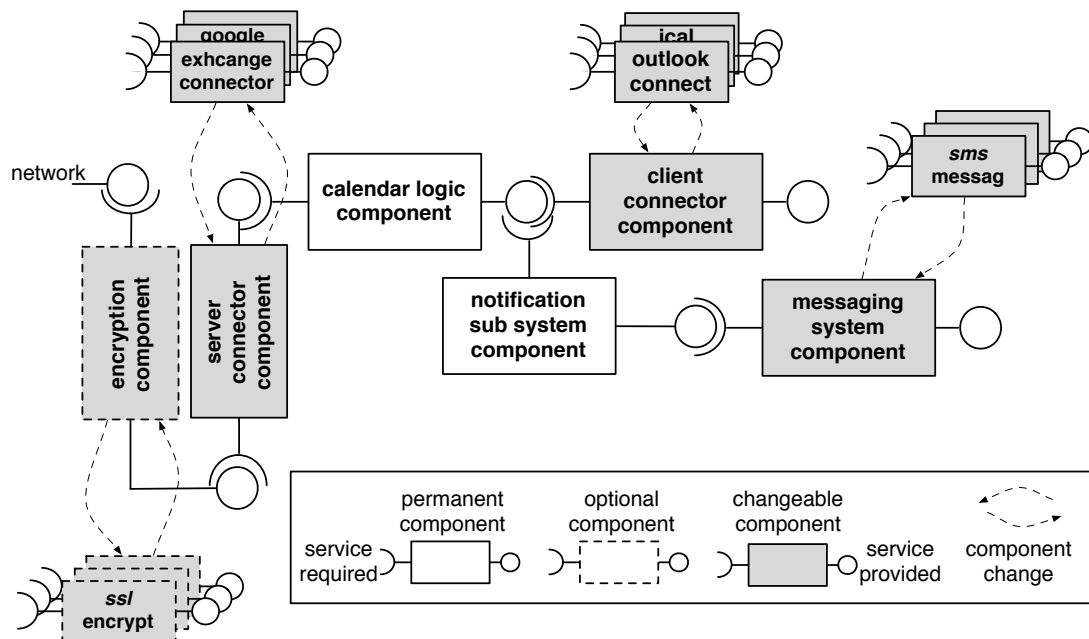 google
exhcange
connector
ical
outlook
connect
sms
messag
network
calendar logic
component
client
connector
component
encryption
component
server
connector
component
notification
sub system
component
messaging
system
component
ssl
encrypt
permanent
component
optional
component
changeable
component
service
required
service
provided
component
change